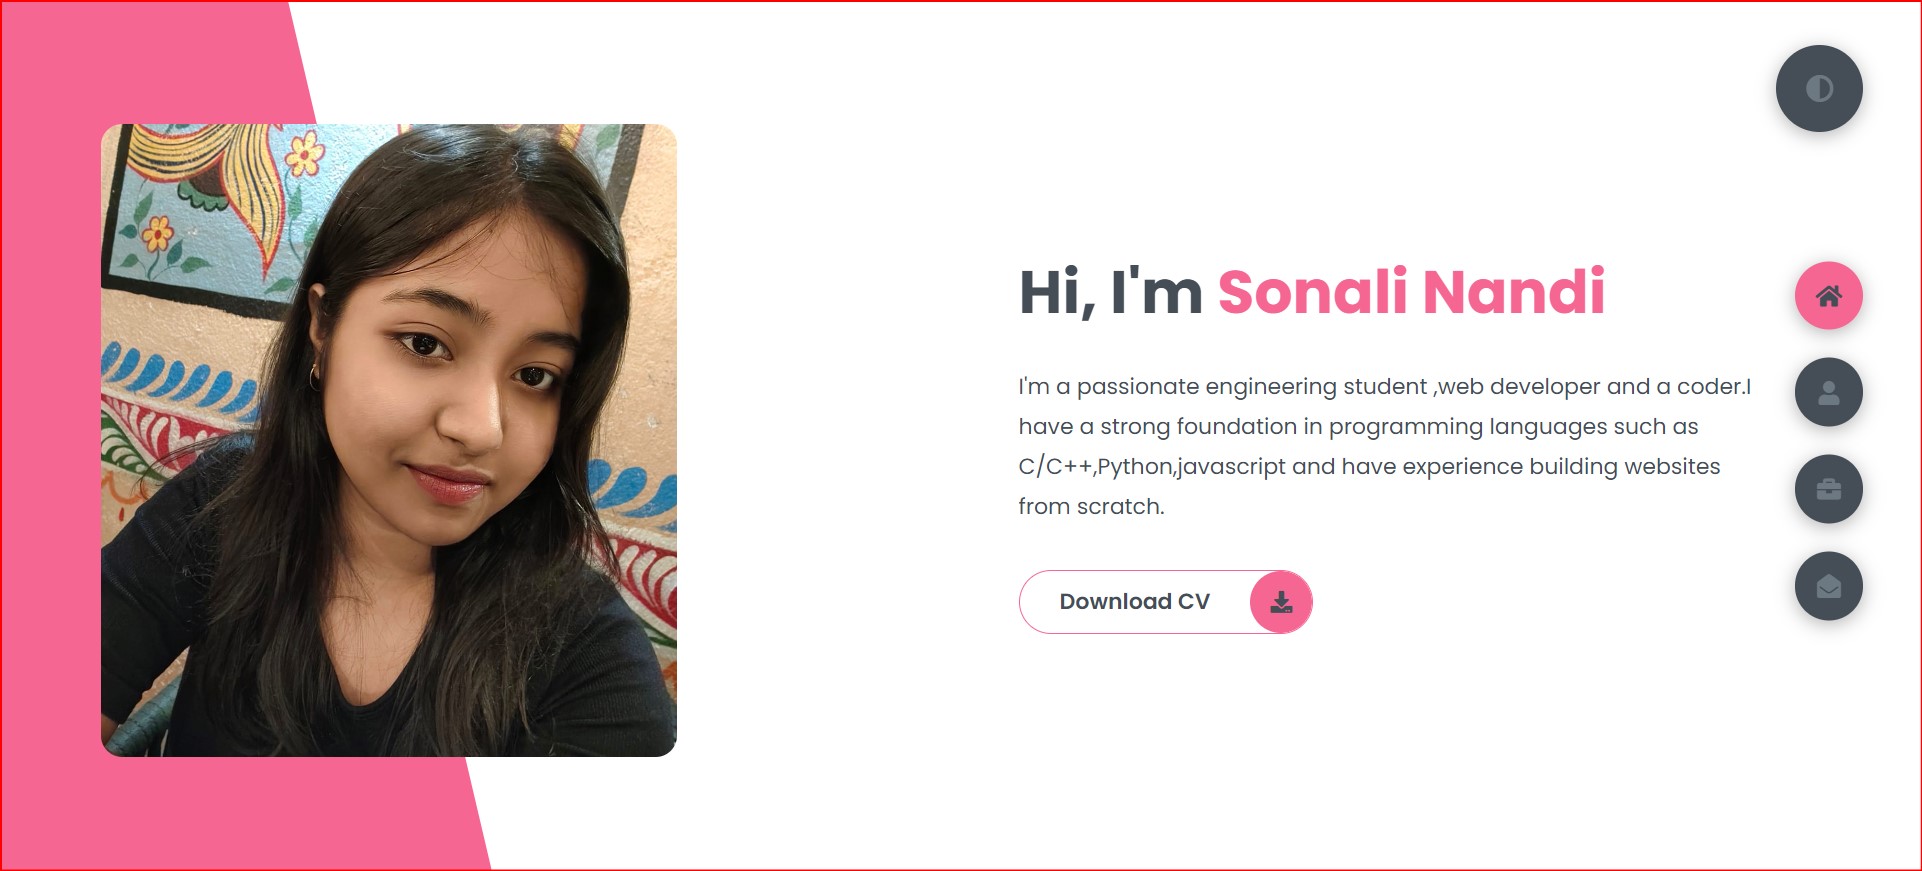 Hi, I'm Sonali Nandi
I'm a passionate engineering student ,web developer and a coder.I
have a strong foundation in programming languages such as
C/C++,Python,javascript and have experience building websites
from scratch.
Download CV